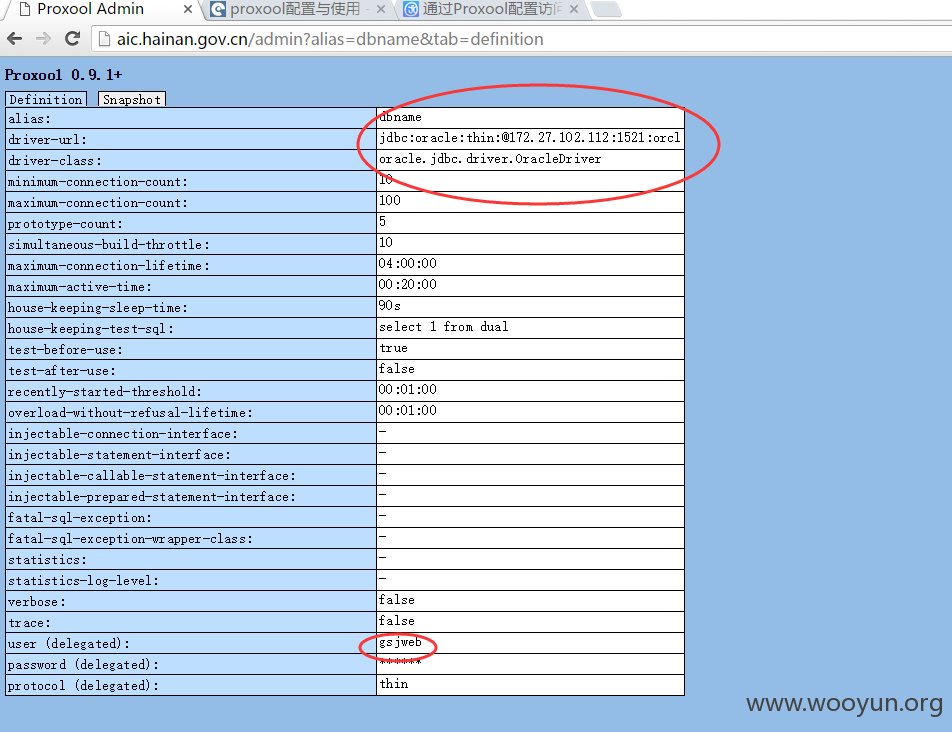 Proxool Admin
proxool配置与使用 -
通过Proxool配置访问
aic.hainan.gov.cn/admin?alias=dbname&tab=definition
Proxool 0.9.1+
Definition Snapshot
alias: dbname
driver-url: jdbc:oracle:thin:@172.27.102.112:1521:orcl
driver-class: oracle.jdbc.driver.OracleDriver
minimum-connection-count: 10
maximum-connection-count: 100
prototype-count: 5
simultaneous-build-throttle: 10
maximum-connection-lifetime: 04:00:00
maximum-active-time: 00:20:00
house-keeping-sleep-time: 90s
house-keeping-test-sql: select 1 from dual
test-before-use: true
test-after-use: false
recently-started-threshold: 00:01:00
overload-without-refusal-lifetime: 00:01:00
injectable-connection-interface: -
injectable-statement-interface: -
injectable-callable-statement-interface: -
injectable-prepared-statement-interface: -
fatal-sql-exception: -
fatal-sql-exception-wrapper-class: -
statistics: -
statistics-log-level: -
verbose: false
trace: false
user (delegated): gsjweb
password (delegated): ******
protocol (delegated): thin
www.wooyun.org